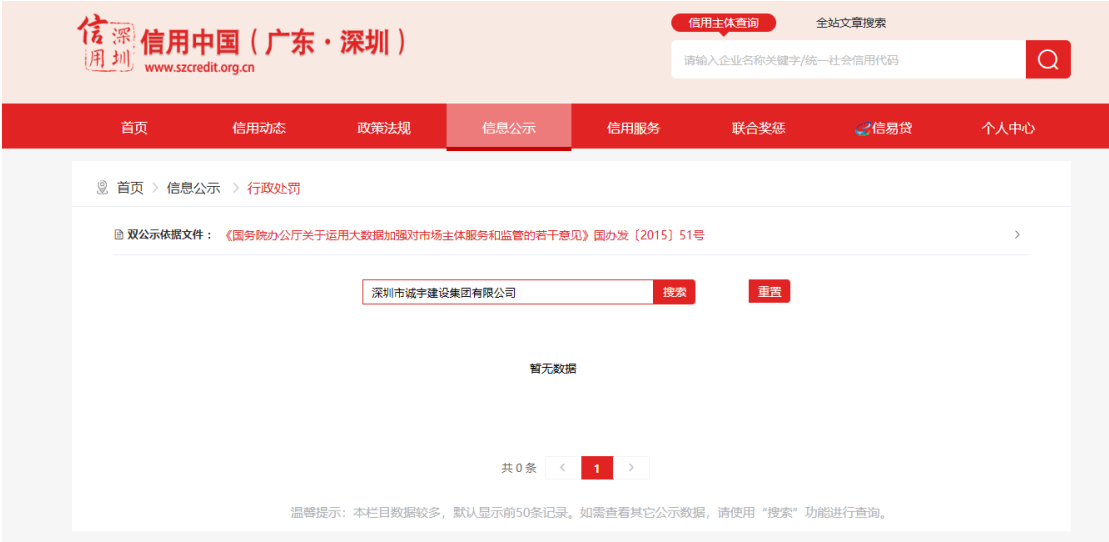 信用深圳
信用中国（广东·深圳）
www.szcredit.org.cn
信用主体查询 全站文章搜索
请输入企业名称关键字/统一社会信用代码
首页 信用动态 政策法规 信息公示 信用服务 联合奖惩 信易贷 个人中心
首页 > 信息公示 > 行政处罚
双公示依据文件： 《国务院办公厅关于运用大数据加强对市场主体服务和监管的若干意见》国办发〔2015〕51号 >
深圳市诚宇建设集团有限公司 搜索 重置
暂无数据
共 0 条 < 1 >
温馨提示：本栏目数据较多，默认显示前50条记录。如需查看其它公示数据，请使用“搜索”功能进行查询。